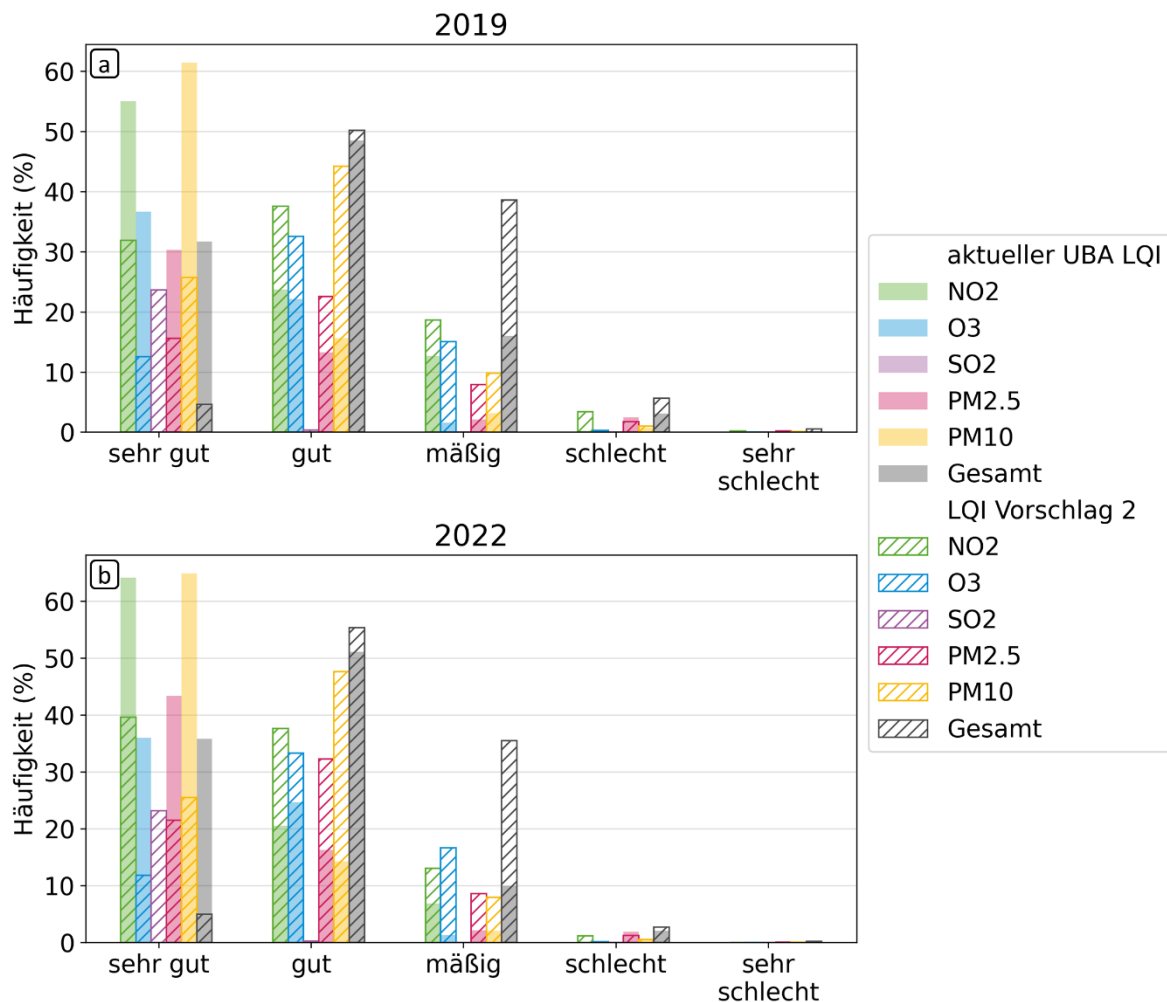 2019
a
Häufigkeit (%)
60
50
40
30
20
10
0
sehr gut
gut
mäßig
schlecht
sehr
schlecht
2022
b
Häufigkeit (%)
60
50
40
30
20
10
0
sehr gut
gut
mäßig
schlecht
sehr
schlecht
aktueller UBA LQI
NO2
O3
SO2
PM2.5
PM10
Gesamt
LQI Vorschlag 2
NO2
O3
SO2
PM2.5
PM10
Gesamt